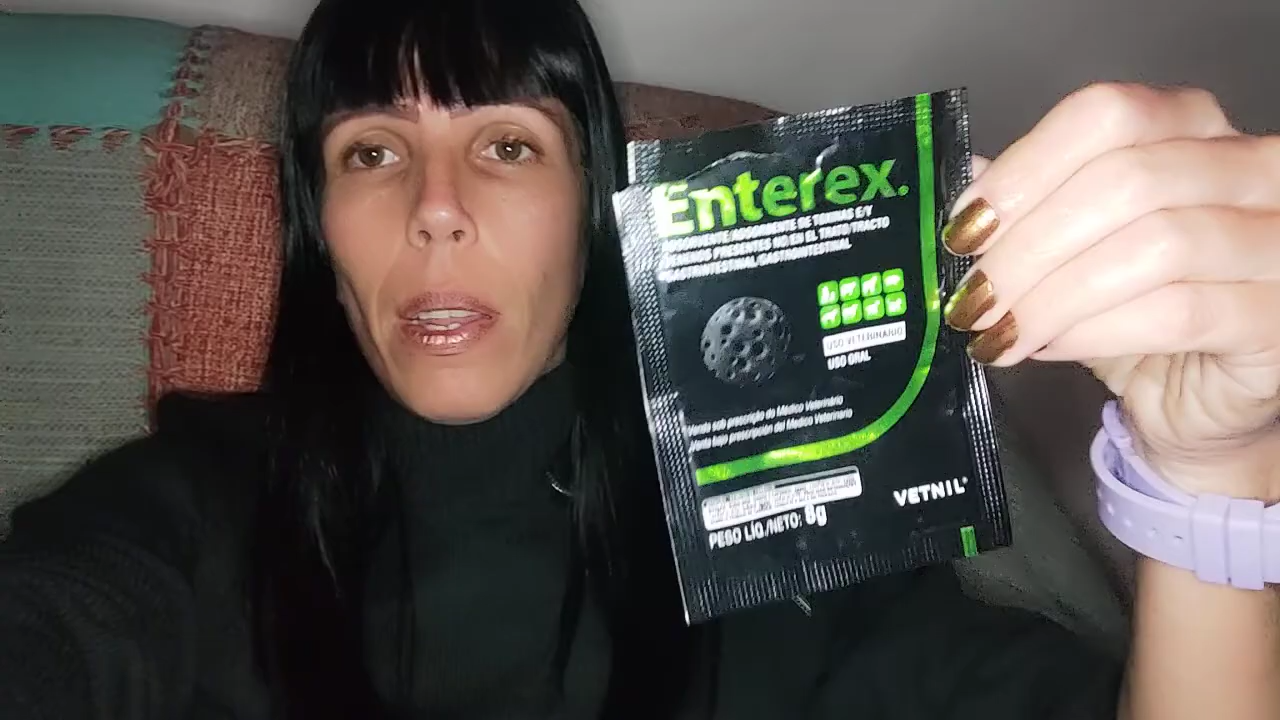 Enterex.
ADSORVENTE/ADSORBENTE DE TOXINAS E/Y
VENENOS PRESENTES NO/EN EL TRATO/TRACTO
GASTRINTESTINAL/GASTROINTESTINAL
USO VETERINÁRIO
USO ORAL
Venda sob prescrição do Médico Veterinário
Venta bajo prescripción del Médico Veterinario
PESO LÍQ./NETO: 8g
VETNIL®